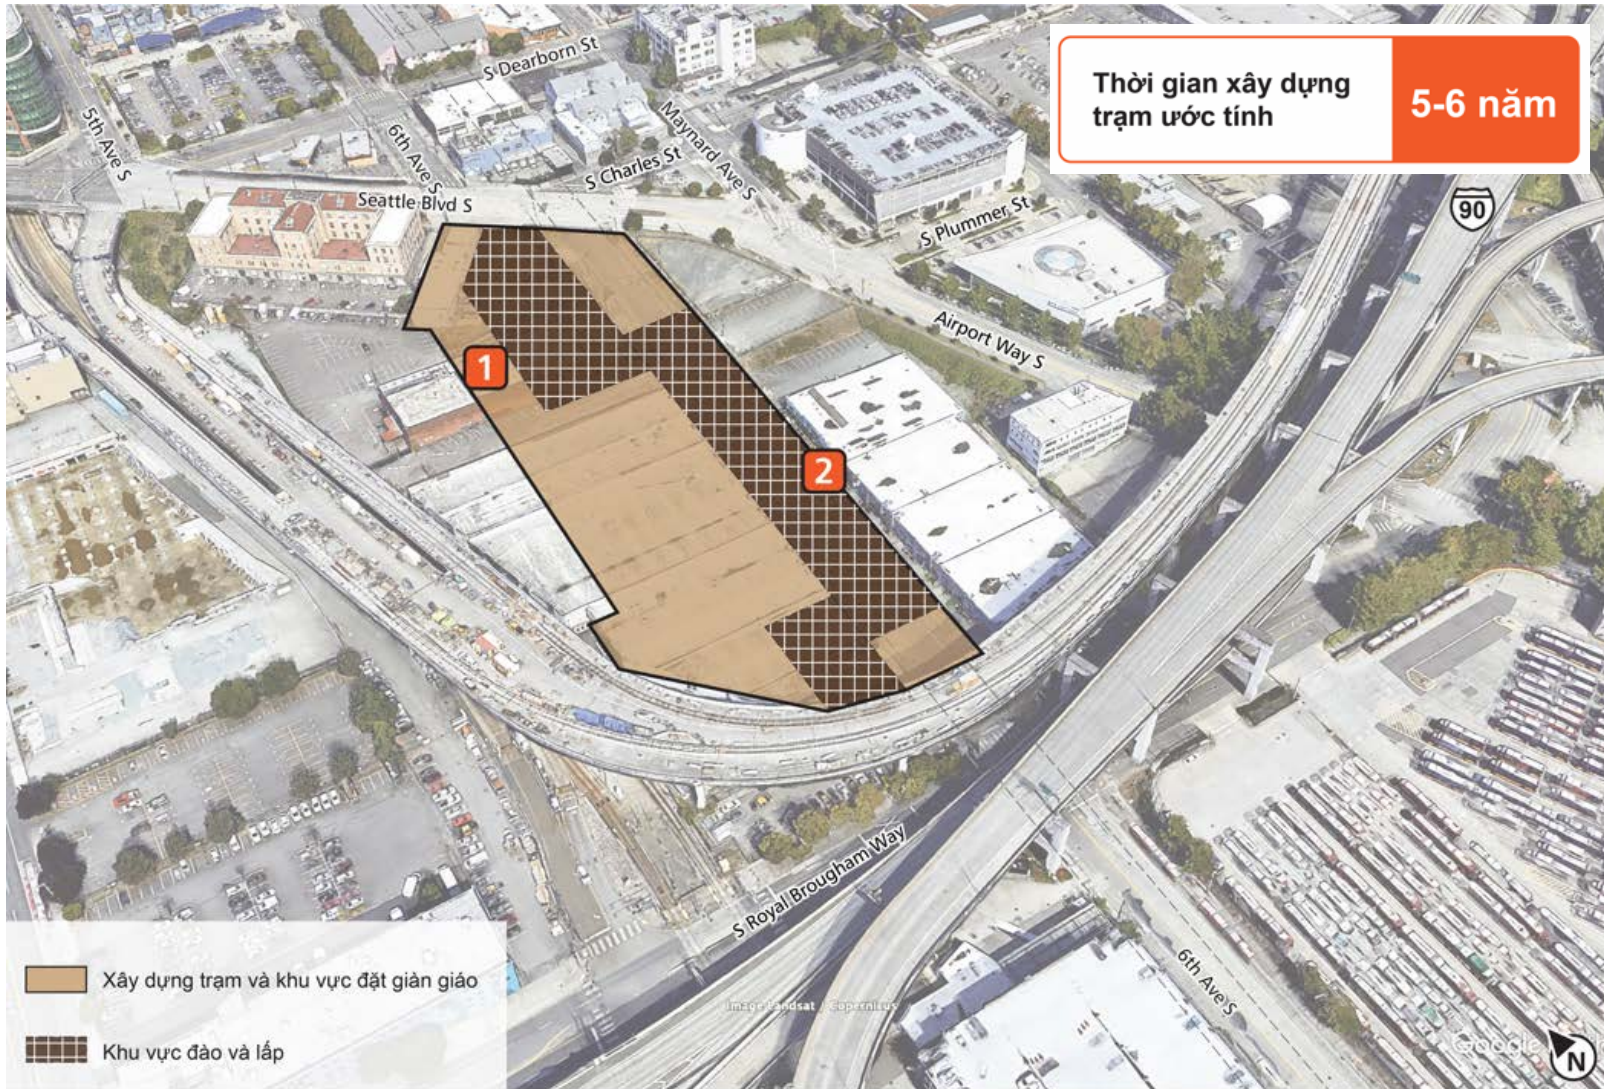 Thời gian xây dựng
trạm ước tính
5-6 năm
S Dearborn St
5th Ave S
6th Ave S
Maynard Ave S
S Charles St
Seattle Blvd S
S Plummer St
90
Airport Way S
1
2
S Royal Brougham Way
6th Ave S
Xây dựng trạm và khu vực đặt giàn giáo
Khu vực đào và lấp
Image Landsat / Copernicus
Google
N